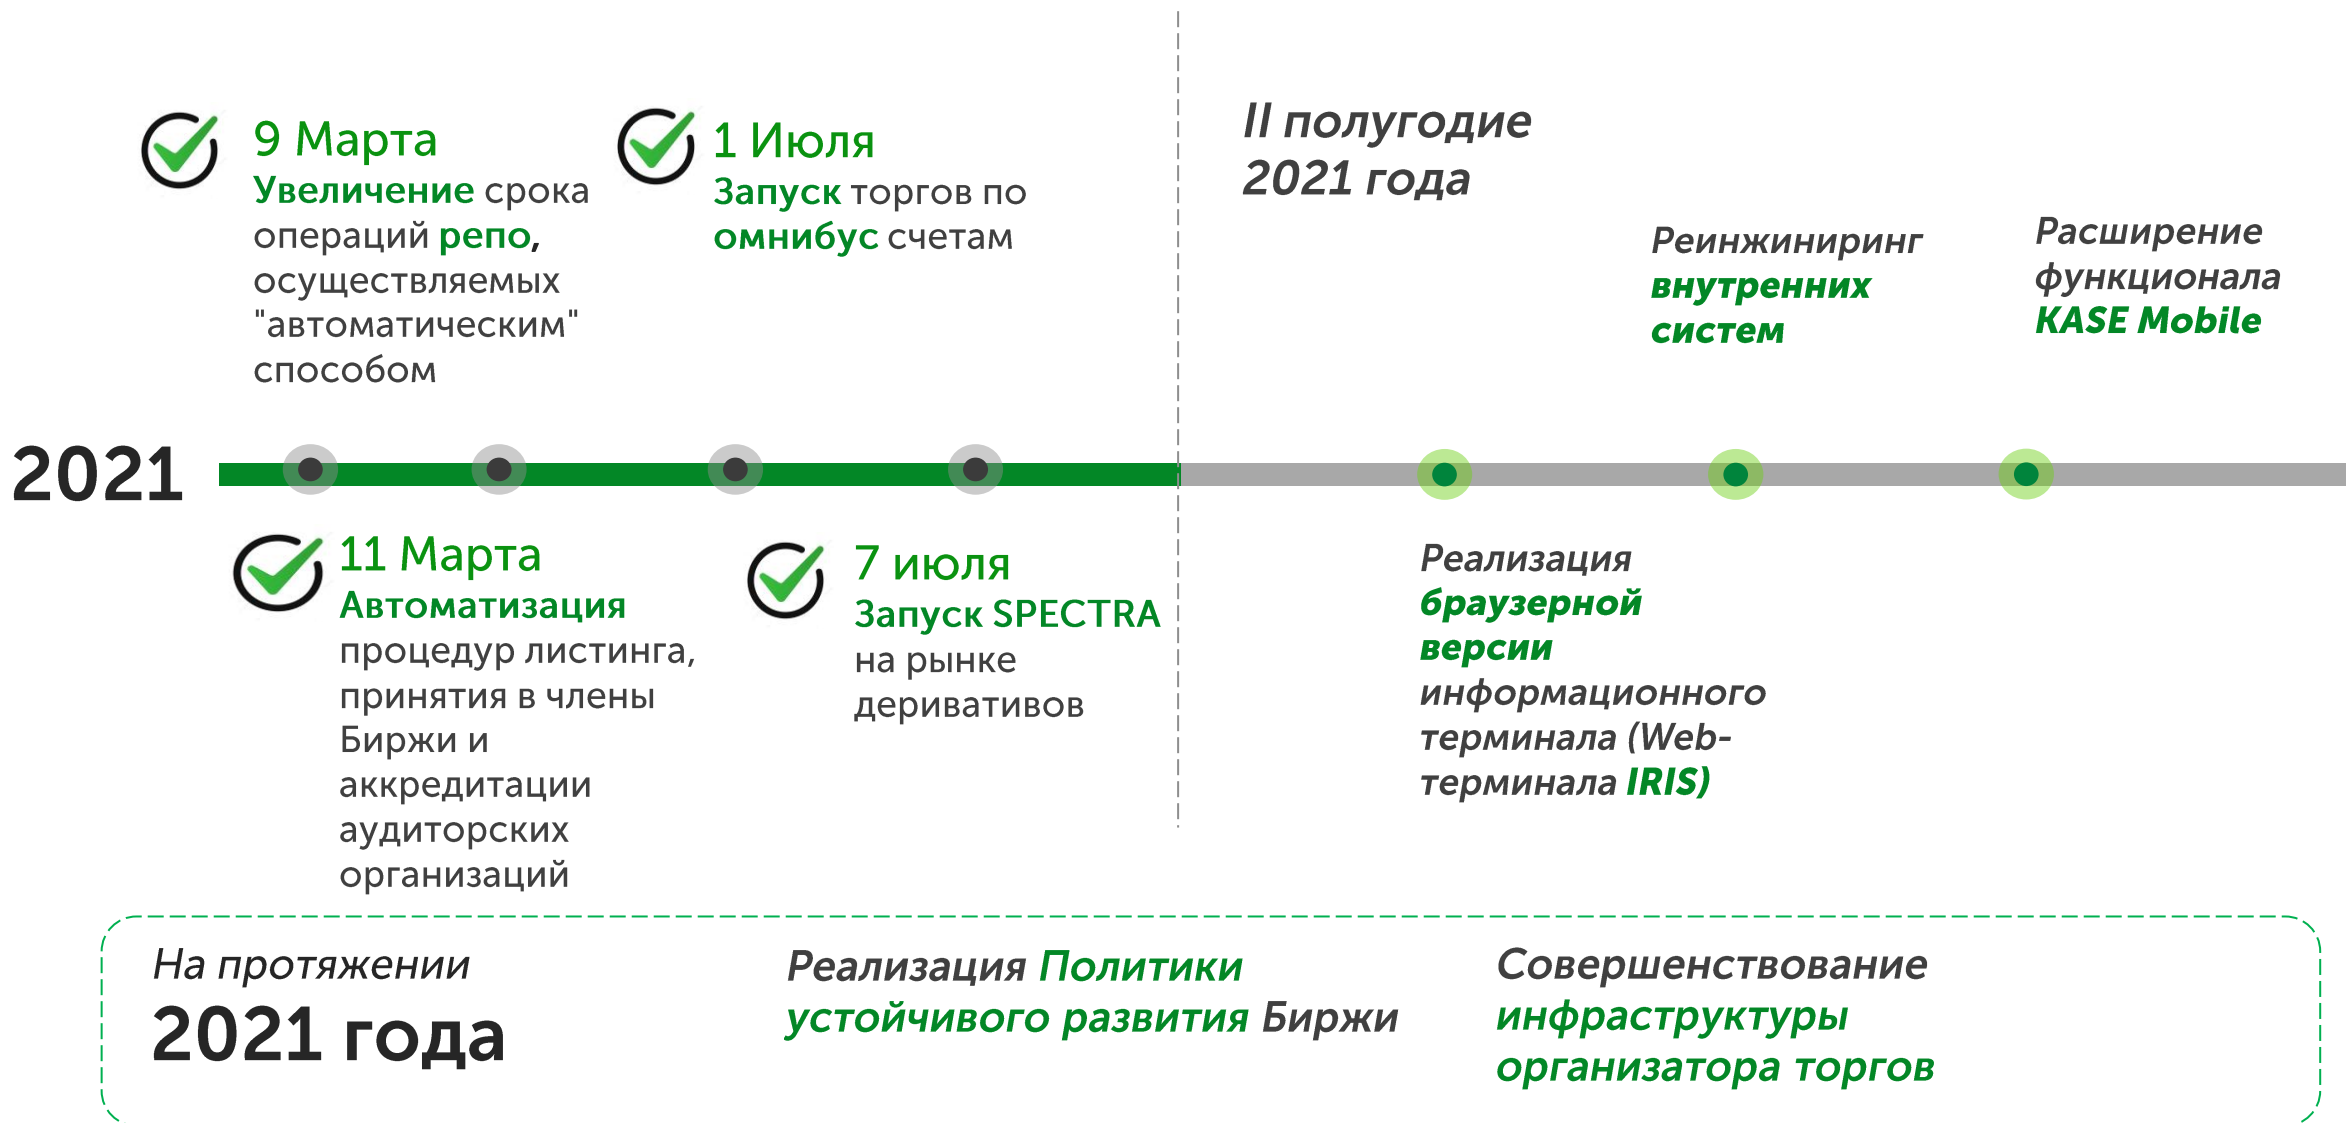 9 Марта
Увеличение срока
операций репо,
осуществляемых
"автоматическим"
способом
1 Июля
Запуск торгов по
омнибус счетам
II полугодие
2021 года
Реинжиниринг
внутренних
систем
Расширение
функционала
KASE Mobile
2021
11 Марта
Автоматизация
процедур листинга,
принятия в члены
Биржи и
аккредитации
аудиторских
организаций
7 июля
Запуск SPECTRA
на рынке
деривативов
Реализация
браузерной
версии
информационного
терминала (Web-
терминала IRIS)
На протяжении
2021 года
Реализация Политики
устойчивого развития Биржи
Совершенствование
инфраструктуры
организатора торгов